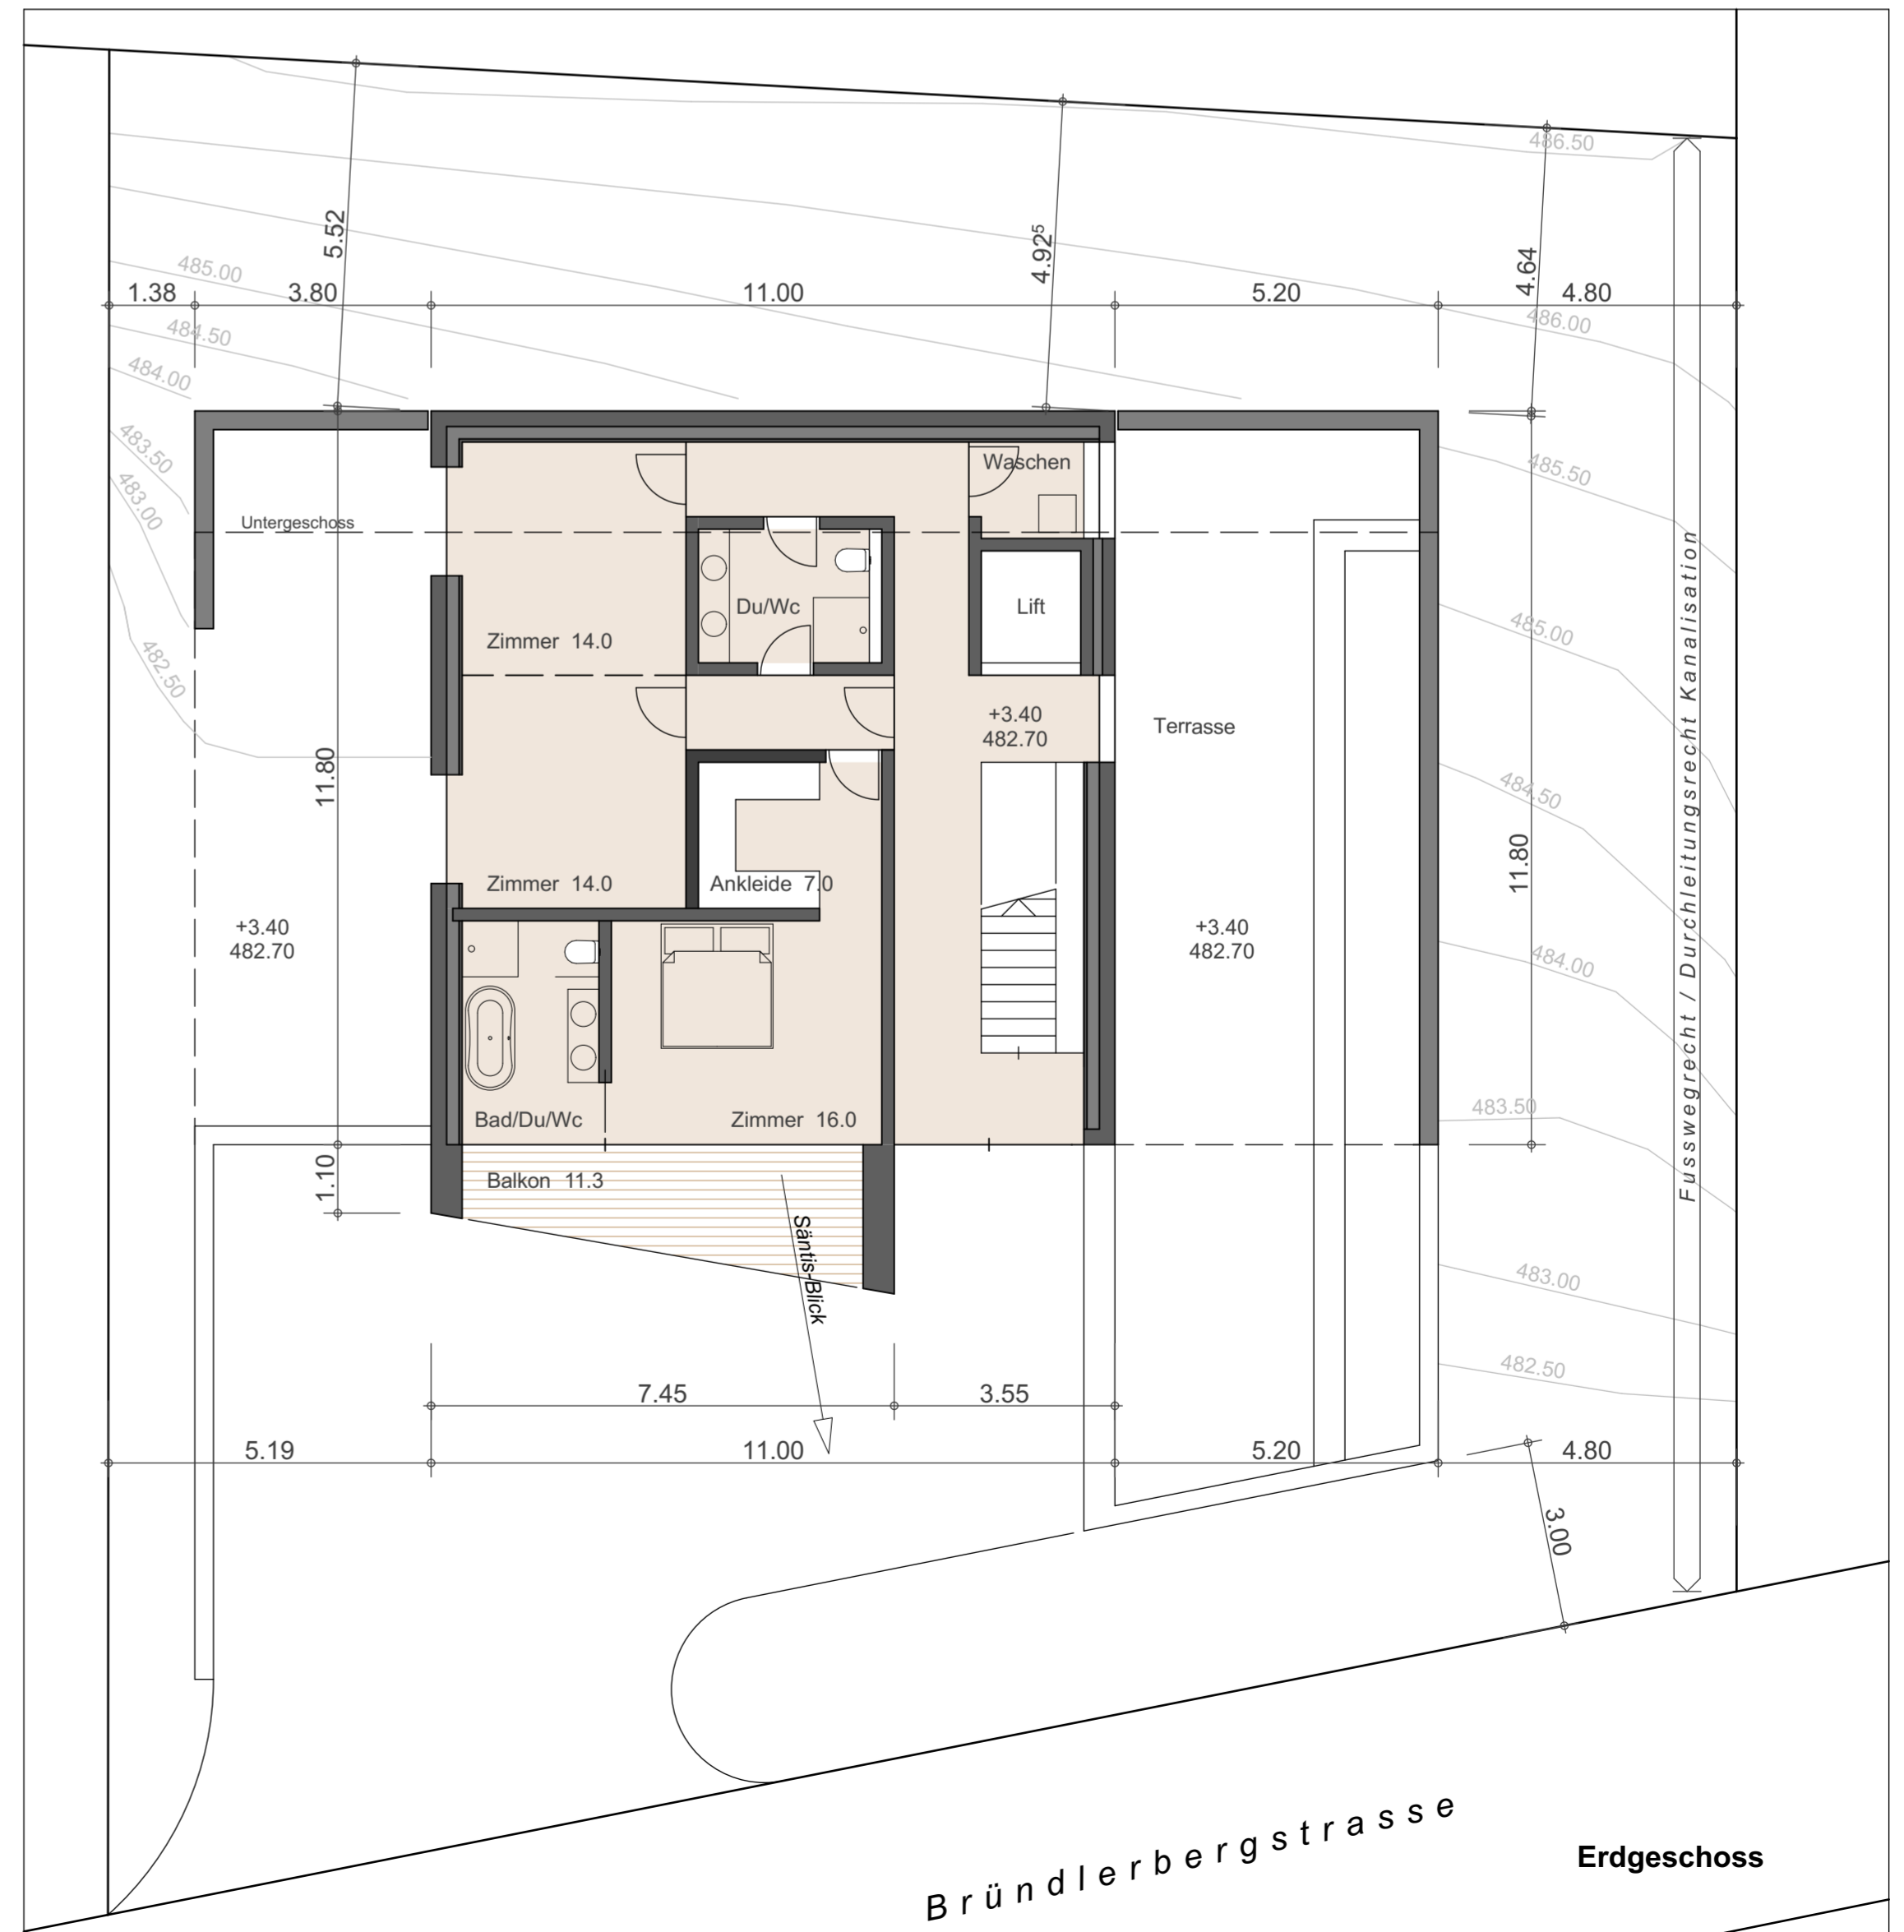 486.50
5.52
4.92⁵
4.64
485.00
1.38 3.80 11.00 5.20 4.80
484.50
486.00
484.00
483.50
483.00
Waschen
485.50
Untergeschoss
Du/Wc
Lift
Zimmer 14.0
485.00
482.50
+3.40
482.70
Terrasse
11.80
484.50
11.80
Zimmer 14.0
Ankleide 7.0
+3.40
482.70
+3.40
482.70
484.00
Fusswegrecht / Durchleitungsrecht Kanalisation
Bad/Du/Wc
Zimmer 16.0
483.50
1.10
Balkon 11.3
Säntis-Blick
483.00
482.50
7.45 3.55
5.19 11.00 5.20 4.80
3.00
Bründlerbergstrasse
Erdgeschoss